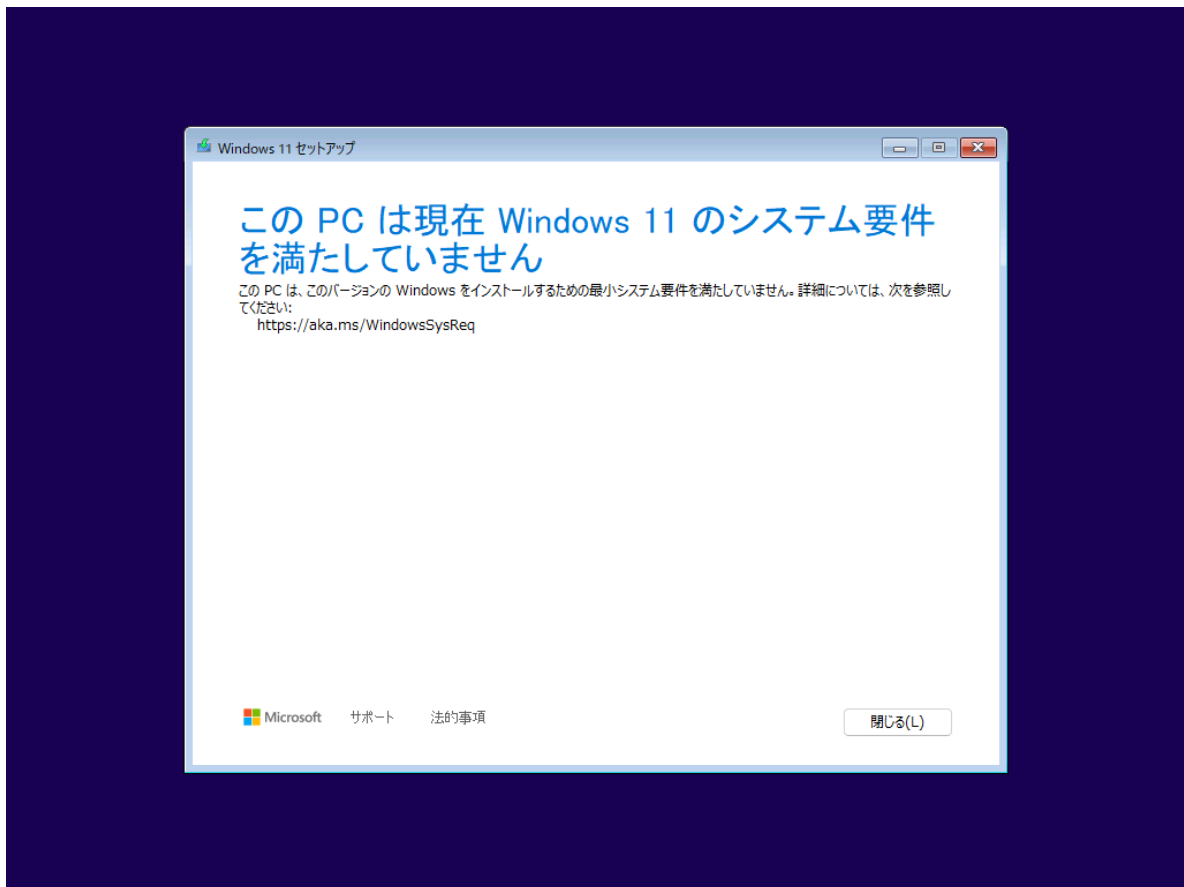 Windows 11 セットアップ
この PC は現在 Windows 11 のシステム要件
を満たしていません
この PC は、このバージョンの Windows をインストールするための最小システム要件を満たしていません。詳細については、次を参照し
てください:
https://aka.ms/WindowsSysReq
Microsoft サポート 法的事項 閉じる(L)